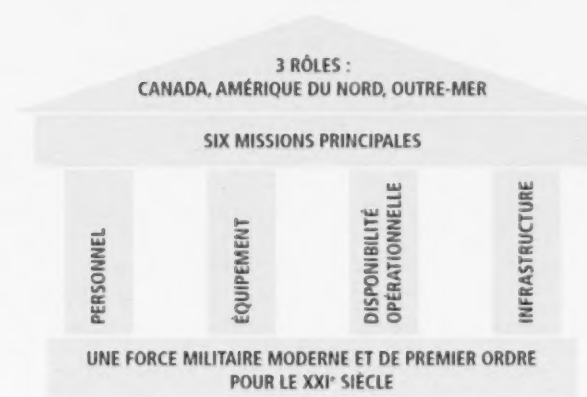 3 RÔLES :
CANADA, AMÉRIQUE DU NORD, OUTRE-MER
SIX MISSIONS PRINCIPALES
PERSONNEL
ÉQUIPEMENT
DISPONIBILITÉ
OPÉRATIONNELLE
INFRASTRUCTURE
UNE FORCE MILITAIRE MODERNE ET DE PREMIER ORDRE
POUR LE XXIᵉ SIÈCLE